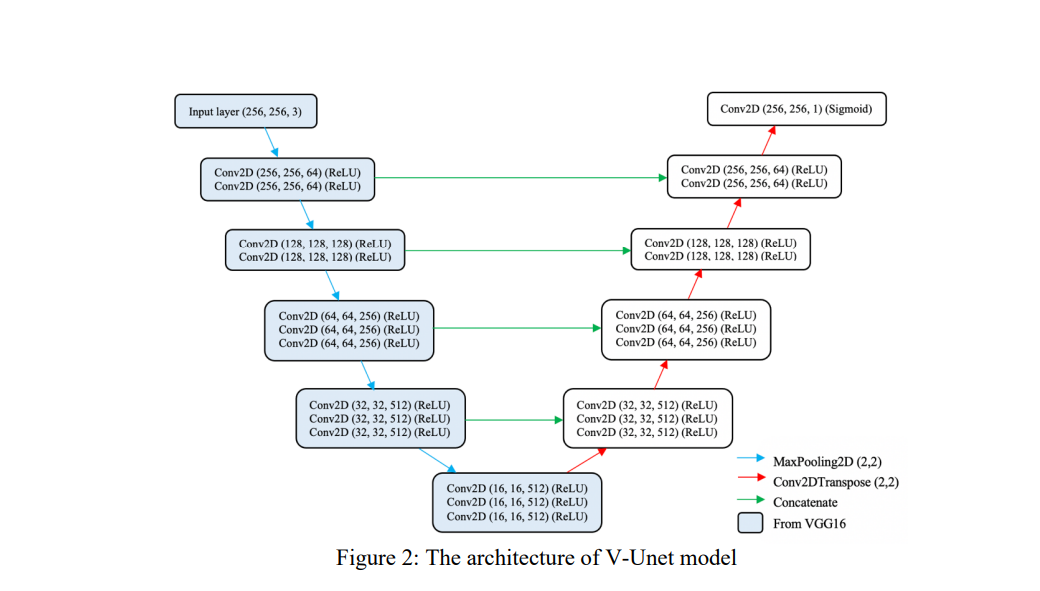 Input layer (256, 256, 3)
Conv2D (256, 256, 1) (Sigmoid)
Conv2D (256, 256, 64) (ReLU)
Conv2D (256, 256, 64) (ReLU)
Conv2D (256, 256, 64) (ReLU)
Conv2D (256, 256, 64) (ReLU)
Conv2D (128, 128, 128) (ReLU)
Conv2D (128, 128, 128) (ReLU)
Conv2D (128, 128, 128) (ReLU)
Conv2D (128, 128, 128) (ReLU)
Conv2D (64, 64, 256) (ReLU)
Conv2D (64, 64, 256) (ReLU)
Conv2D (64, 64, 256) (ReLU)
Conv2D (64, 64, 256) (ReLU)
Conv2D (64, 64, 256) (ReLU)
Conv2D (64, 64, 256) (ReLU)
Conv2D (32, 32, 512) (ReLU)
Conv2D (32, 32, 512) (ReLU)
Conv2D (32, 32, 512) (ReLU)
Conv2D (32, 32, 512) (ReLU)
Conv2D (32, 32, 512) (ReLU)
Conv2D (32, 32, 512) (ReLU)
Conv2D (16, 16, 512) (ReLU)
Conv2D (16, 16, 512) (ReLU)
Conv2D (16, 16, 512) (ReLU)
MaxPooling2D (2,2)
Conv2DTranspose (2,2)
Concatenate
From VGG16
Figure 2: The architecture of V-Unet model